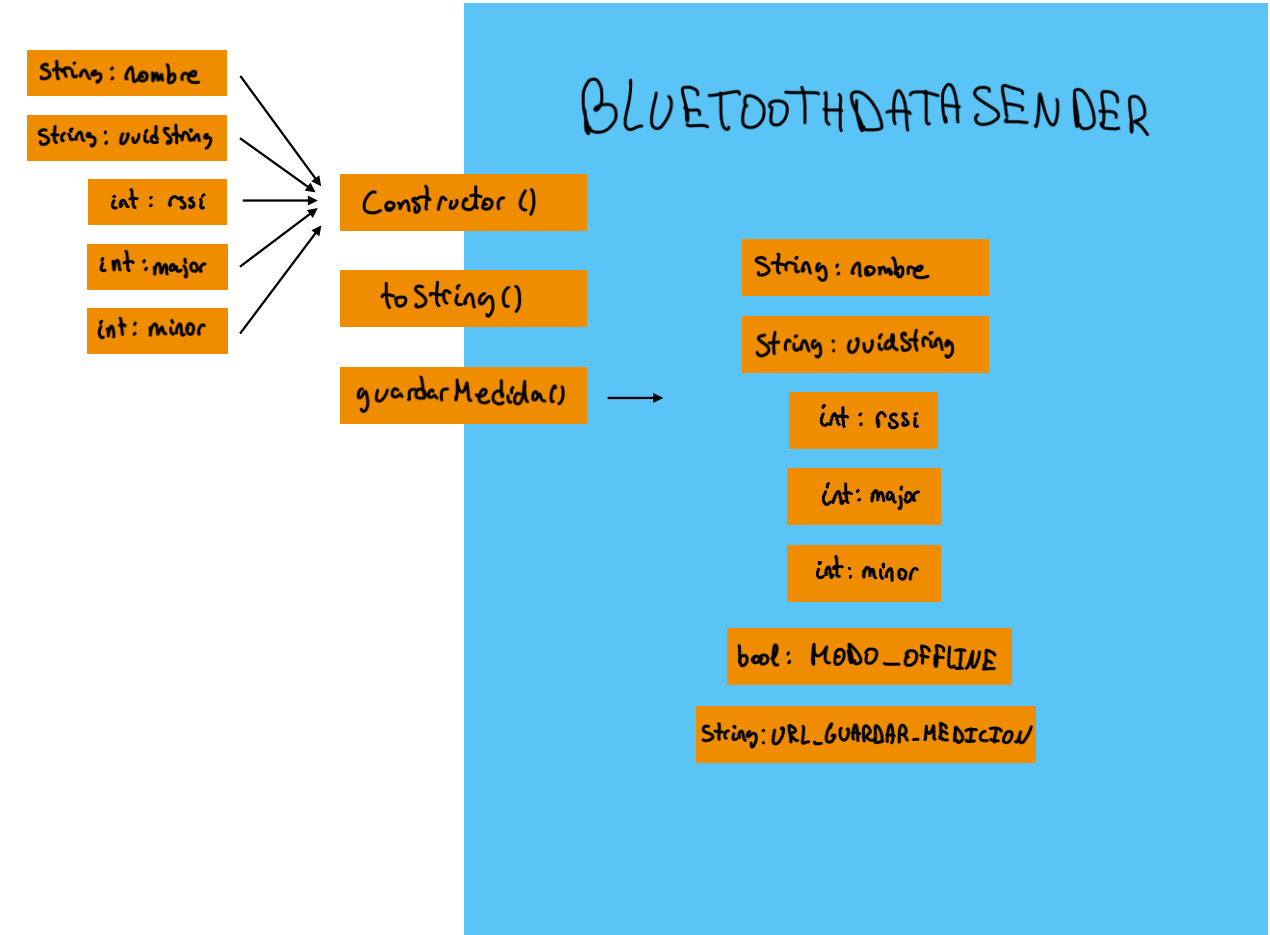 BLUETOOTHDATASENDER
String: nombre
String: uuidString
int: rssi
int: major
int: minor
Constructor ()
toString()
guardarMedida()
String: nombre
String: uuidString
int: rssi
int: major
int: minor
bool: MODO_OFFLINE
String: URL_GUARDAR_MEDICION